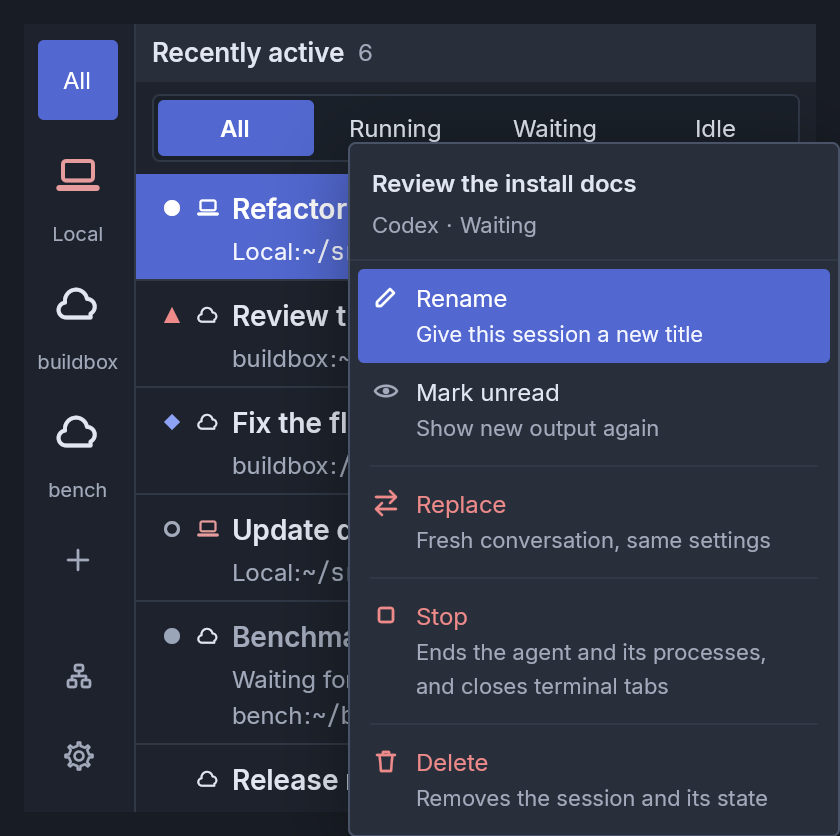 All
Local
buildbox
bench
Recently active 6
All Running Waiting Idle
Refactor
Local:~/s
Review t
buildbox:~
Fix the fl
buildbox:/
Update
Local:~/s
Benchma
Waiting for
bench:~/b
Release
Review the install docs
Codex · Waiting
Rename
Give this session a new title
Mark unread
Show new output again
Replace
Fresh conversation, same settings
Stop
Ends the agent and its processes,
and closes terminal tabs
Delete
Removes the session and its state